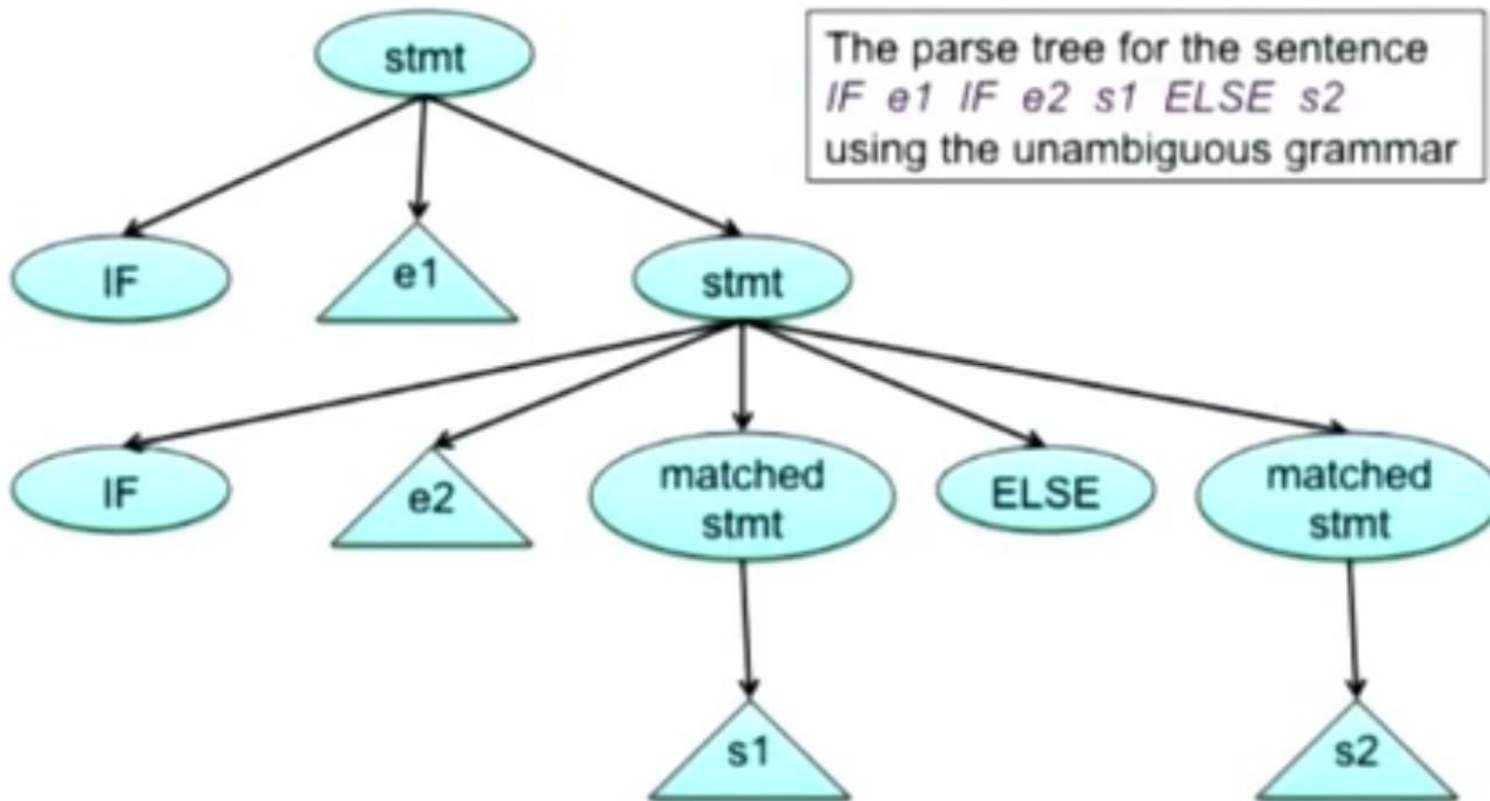 stmt
The parse tree for the sentence
IF e1 IF e2 s1 ELSE s2
using the unambiguous grammar
IF
e1
stmt
IF
e2
matched
stmt
ELSE
matched
stmt
s1
s2